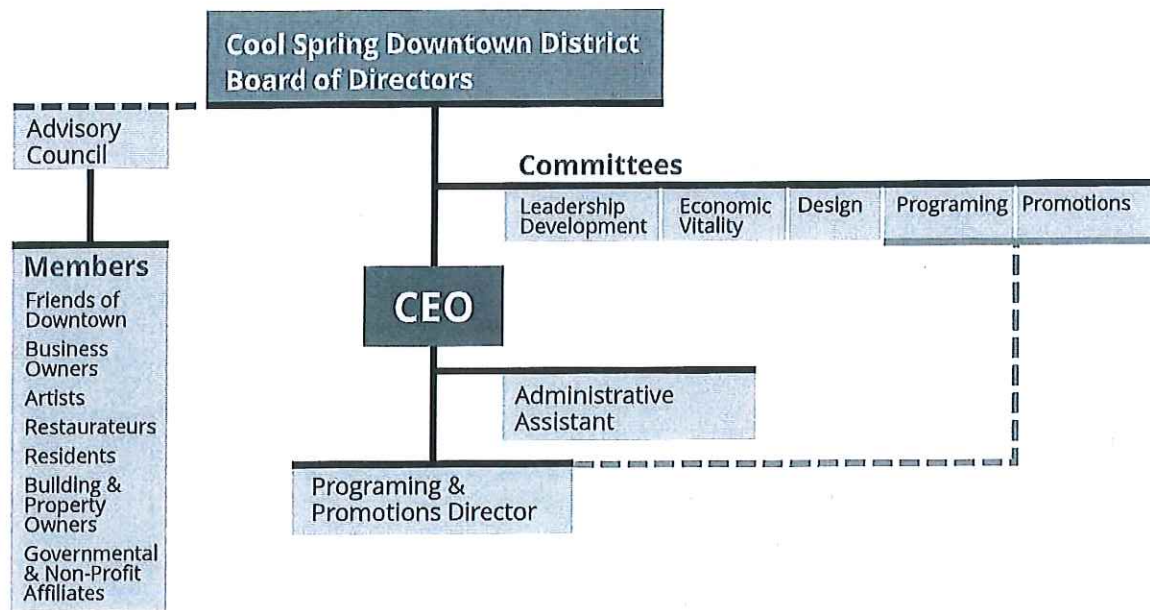 Cool Spring Downtown District
Board of Directors
Advisory
Council
Members
Friends of
Downtown
Business
Owners
Artists
Restaurateurs
Residents
Building &
Property
Owners
Governmental
& Non-Profit
Affiliates
Committees
Leadership
Development
Economic
Vitality
Design
Programing
Promotions
CEO
Administrative
Assistant
Programing &
Promotions Director